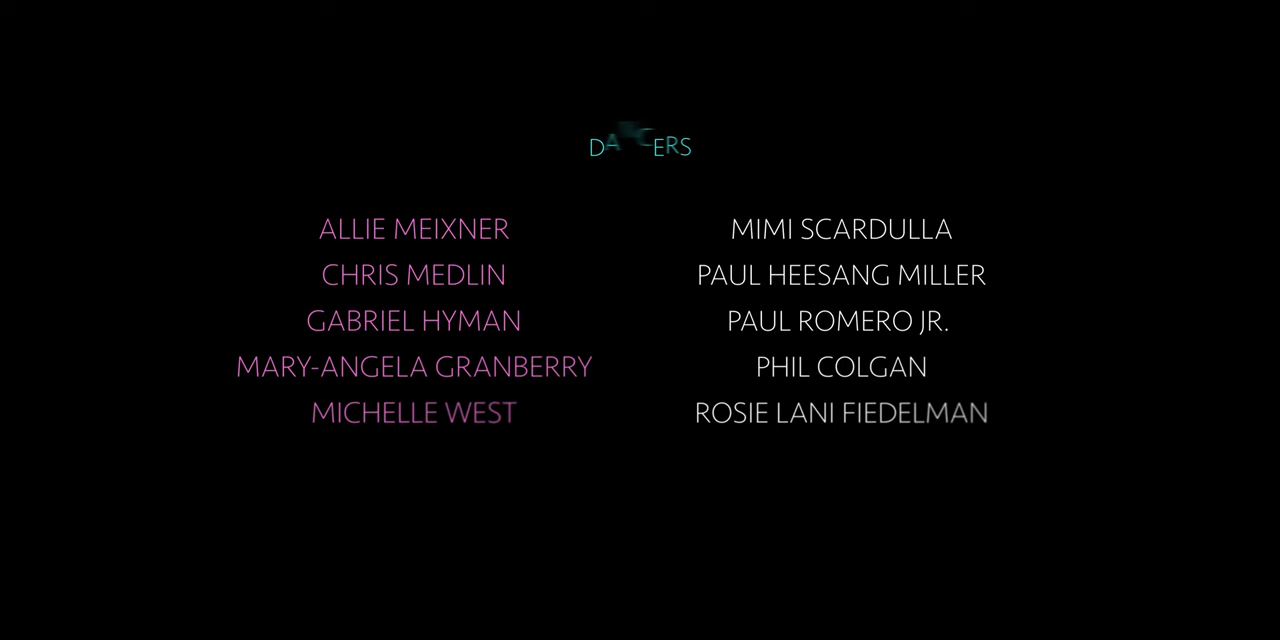 DANCERS
ALLIE MEIXNER
CHRIS MEDLIN
GABRIEL HYMAN
MARY-ANGELA GRANBERRY
MICHELLE WEST
MIMI SCARDULLA
PAUL HEESANG MILLER
PAUL ROMERO JR.
PHIL COLGAN
ROSIE LANI FIEDELMAN